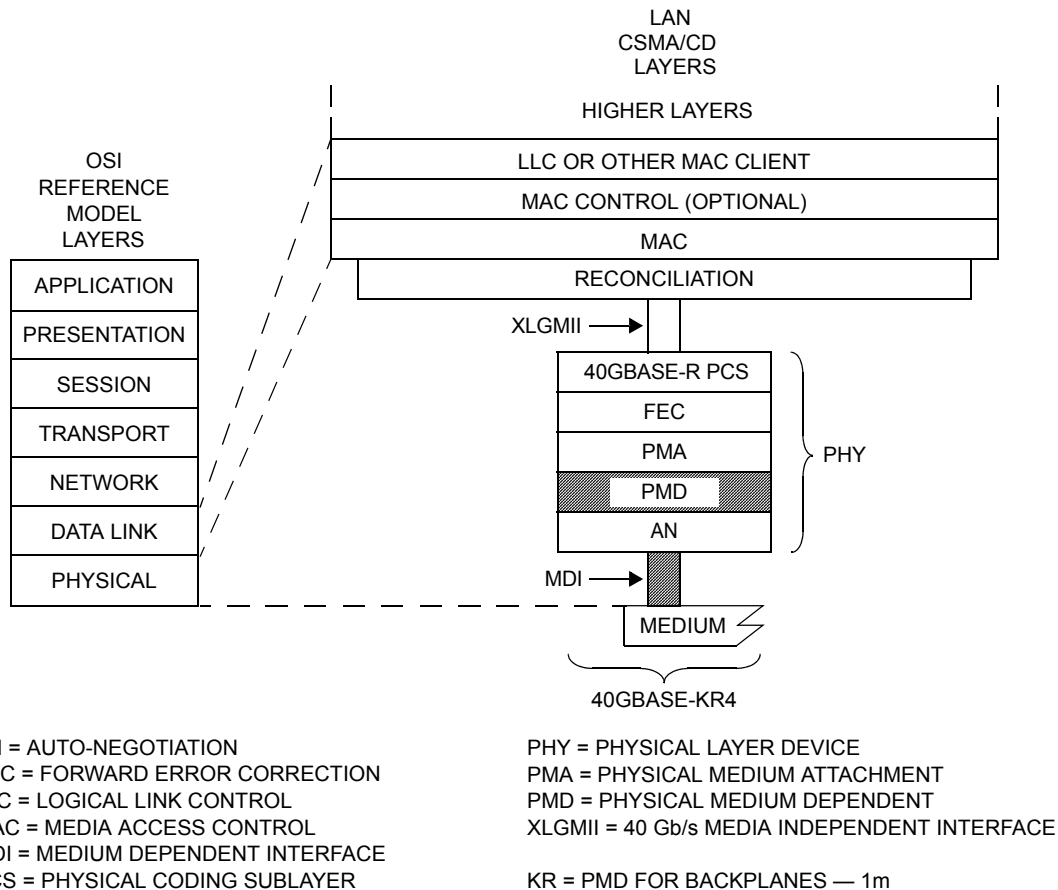 LAN
CSMA/CD
LAYERS
HIGHER LAYERS
OSI
REFERENCE
MODEL
LAYERS
LLC OR OTHER MAC CLIENT
MAC CONTROL (OPTIONAL)
MAC
RECONCILIATION
APPLICATION
PRESENTATION
SESSION
TRANSPORT
NETWORK
DATA LINK
PHYSICAL
XLGMII
40GBASE-R PCS
FEC
PMA
PMD
AN
PHY
MDI
MEDIUM
40GBASE-KR4
= AUTO-NEGOTIATION
C = FORWARD ERROR CORRECTION
C = LOGICAL LINK CONTROL
AC = MEDIA ACCESS CONTROL
DI = MEDIUM DEPENDENT INTERFACE
CS = PHYSICAL CODING SUBLAYER
PHY = PHYSICAL LAYER DEVICE
PMA = PHYSICAL MEDIUM ATTACHMENT
PMD = PHYSICAL MEDIUM DEPENDENT
XLGMII = 40 Gb/s MEDIA INDEPENDENT INTERFACE
KR = PMD FOR BACKPLANES — 1m